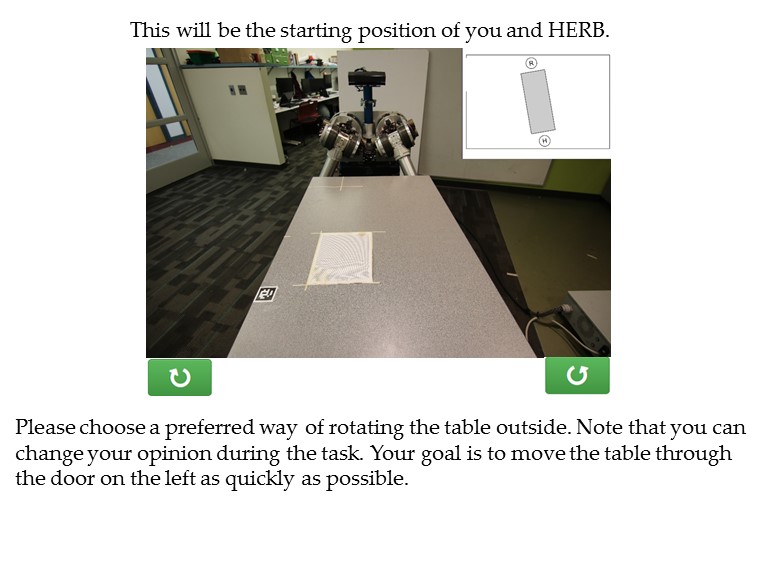 This will be the starting position of you and HERB.
R
H
Please choose a preferred way of rotating the table outside. Note that you can
change your opinion during the task. Your goal is to move the table through
the door on the left as quickly as possible.